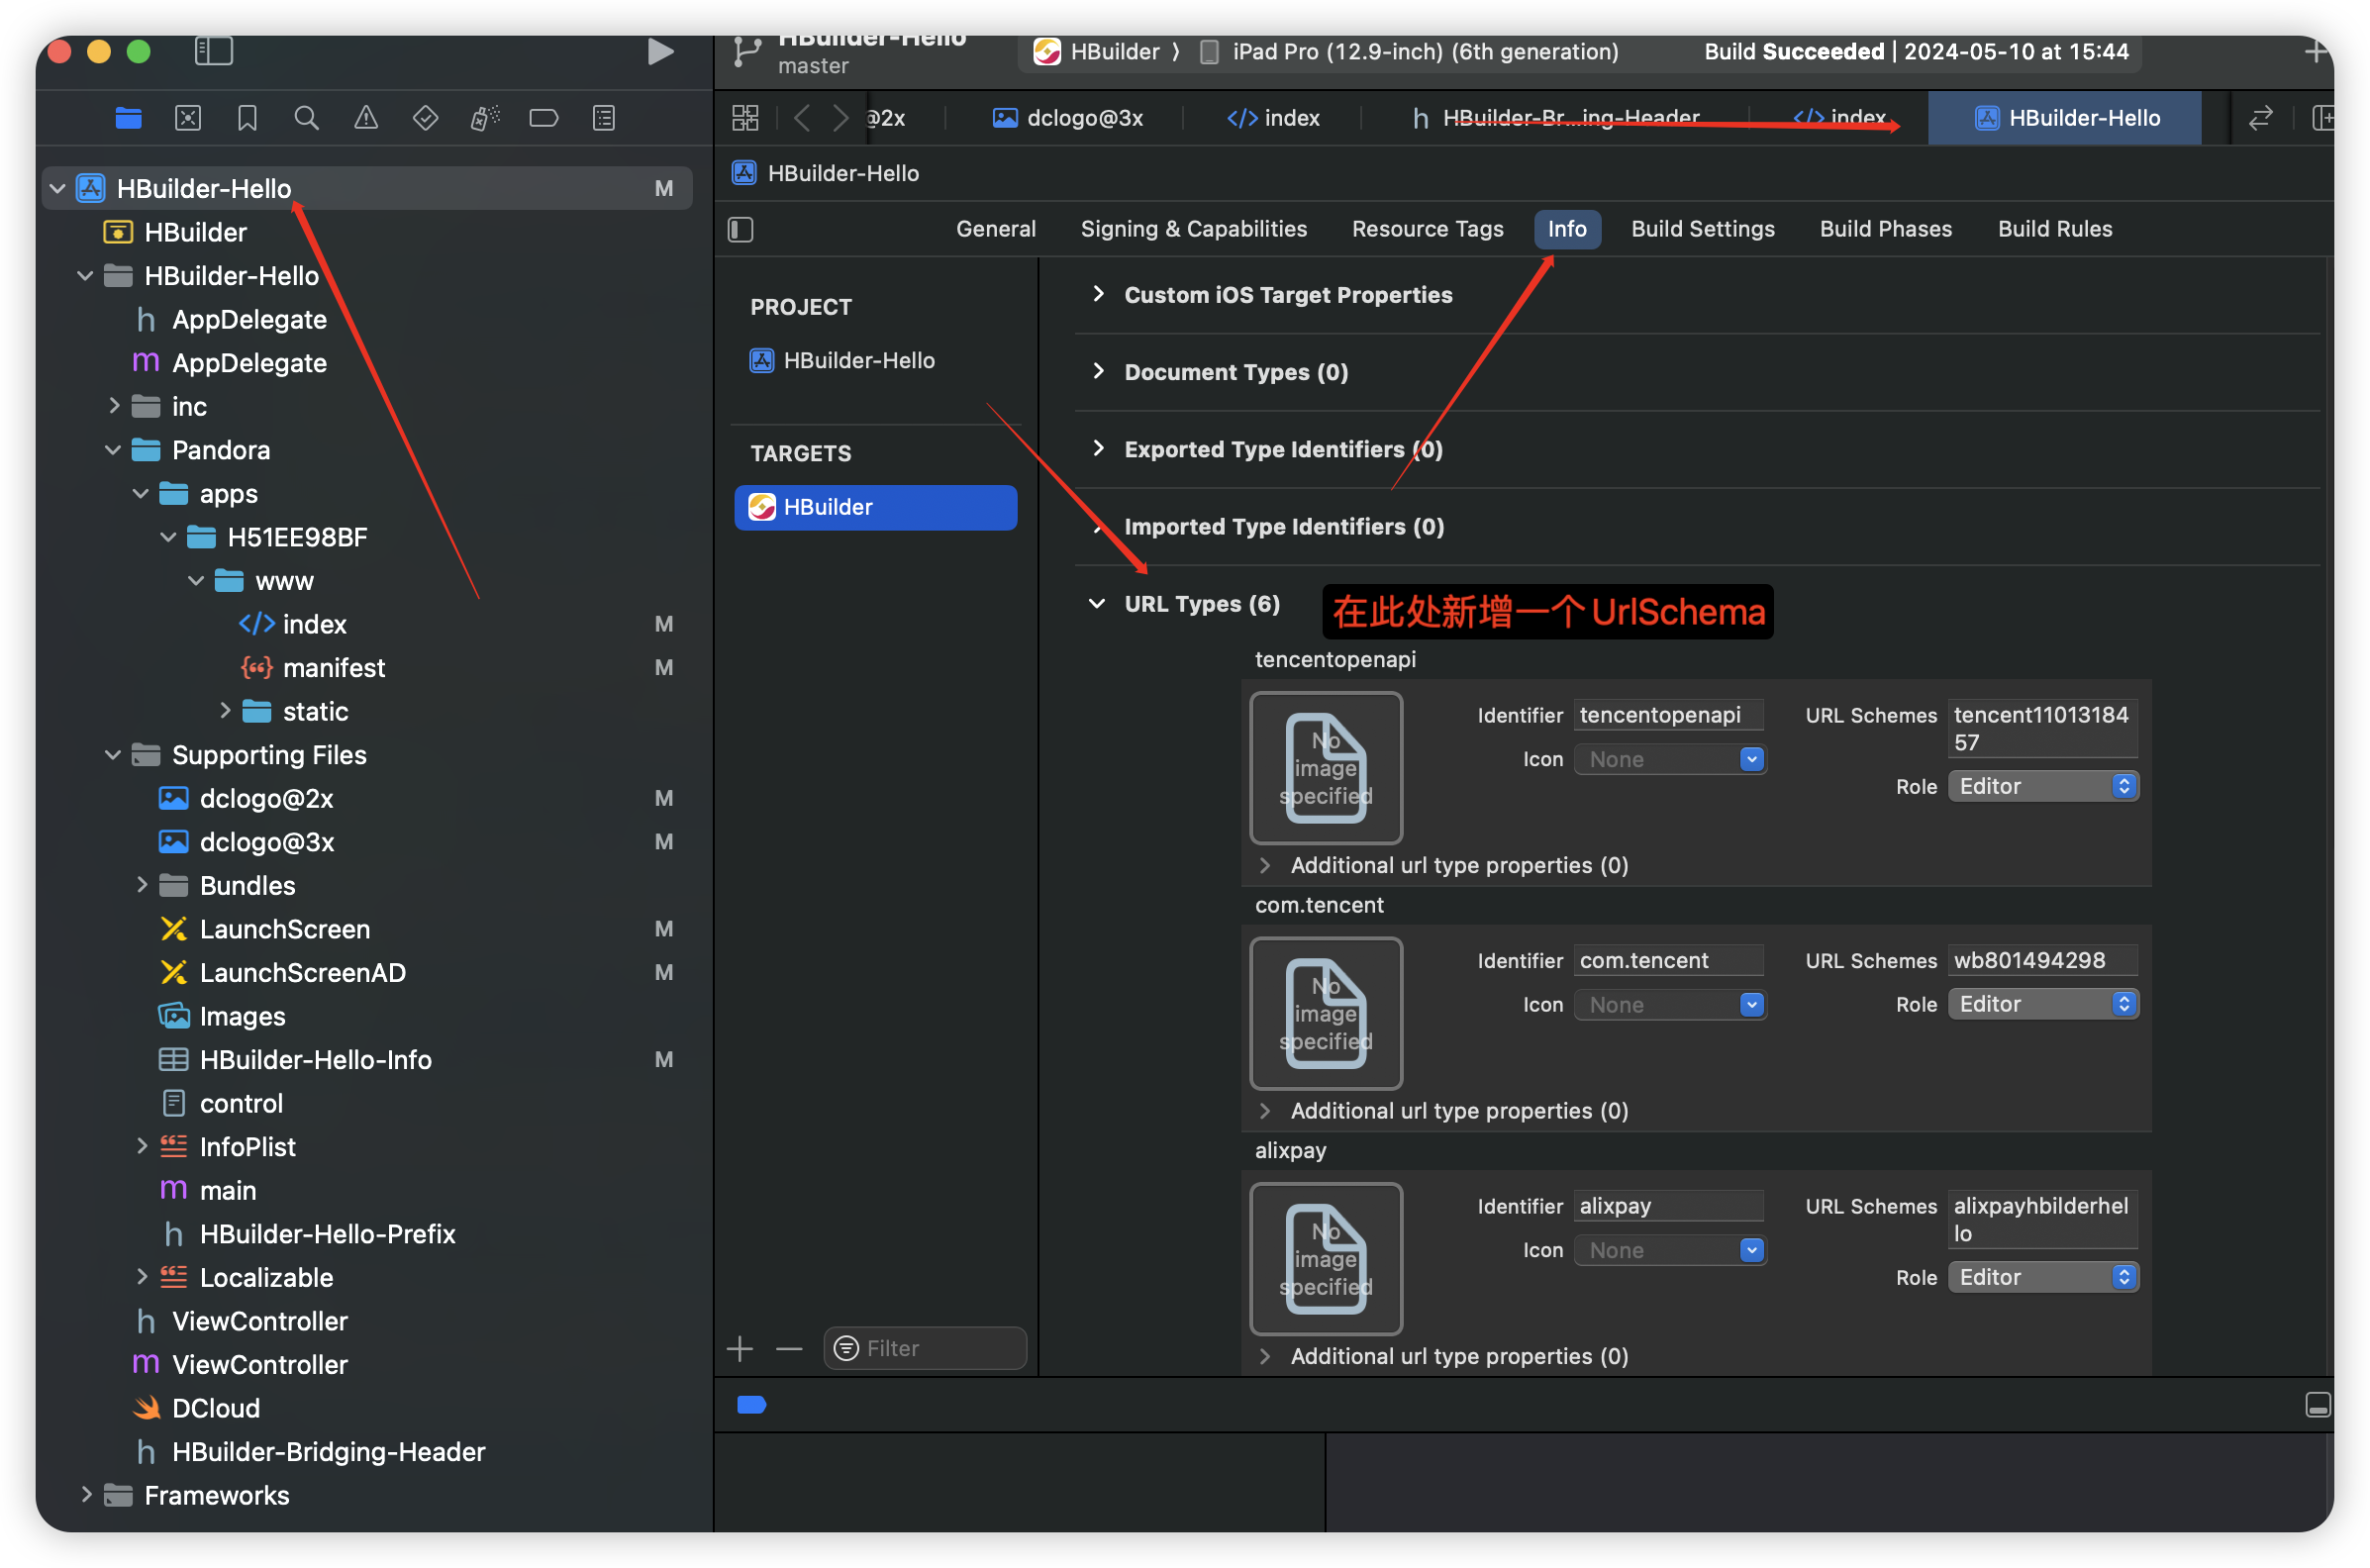 HBuilder-Hello
master
HBuilder
iPad Pro (12.9-inch) (6th generation)
Build Succeeded | 2024-05-10 at 15:44
@2x
dclogo@3x
index
HBuilder-Br...ing-Header
index
HBuilder-Hello
HBuilder-Hello M
HBuilder
HBuilder-Hello
AppDelegate
AppDelegate
inc
Pandora
apps
H51EE98BF
www
index M
manifest M
static
Supporting Files
dclogo@2x M
dclogo@3x M
Bundles
LaunchScreen M
LaunchScreenAD M
Images
HBuilder-Hello-Info M
control
InfoPlist
main
HBuilder-Hello-Prefix
Localizable
ViewController
ViewController
DCloud
HBuilder-Bridging-Header
Frameworks
HBuilder-Hello
General Signing & Capabilities Resource Tags Info Build Settings Build Phases Build Rules
PROJECT
HBuilder-Hello
TARGETS
HBuilder
Filter
Custom iOS Target Properties
Document Types (0)
Exported Type Identifiers (0)
Imported Type Identifiers (0)
URL Types (6)
在此处新增一个UrlSchema
tencentopenapi
No
image
specified
Identifier tencentopenapi
Icon None
URL Schemes tencent11013184
57
Role Editor
Additional url type properties (0)
com.tencent
No
image
specified
Identifier com.tencent
Icon None
URL Schemes wb801494298
Role Editor
Additional url type properties (0)
alixpay
No
image
specified
Identifier alixpay
Icon None
URL Schemes alixpayhbilderhel
lo
Role Editor
Additional url type properties (0)